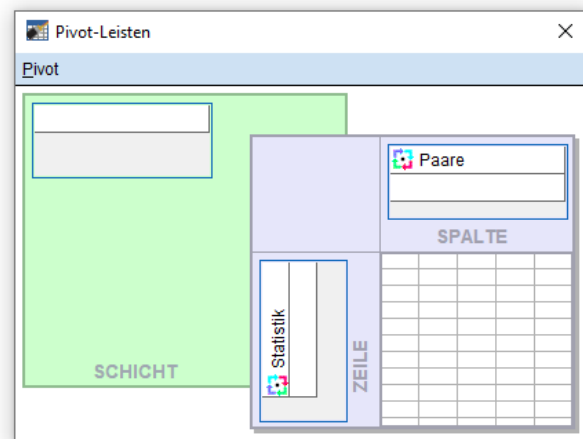 Pivot-Leisten
Pivot
Paare
SPALTE
Statistik
ZEILE
SCHICHT